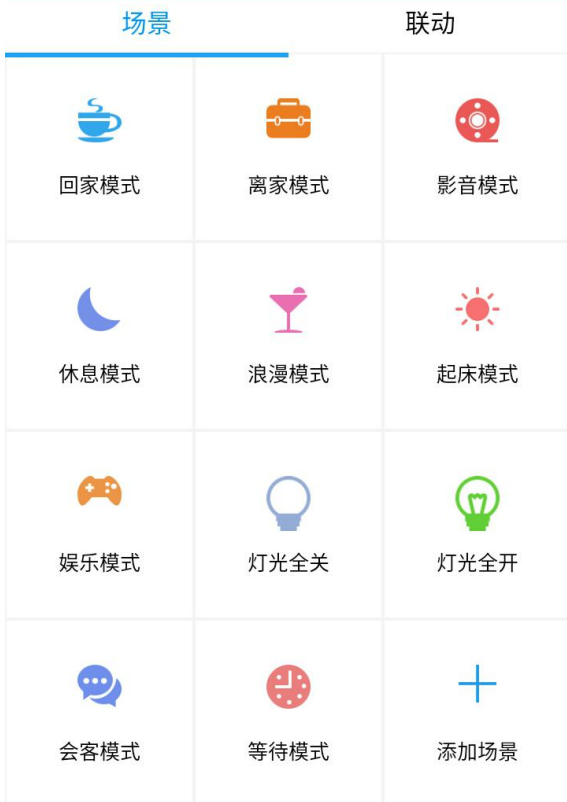 场景 联动
回家模式 离家模式 影音模式
休息模式 浪漫模式 起床模式
娱乐模式 灯光全关 灯光全开
会客模式 等待模式 添加场景